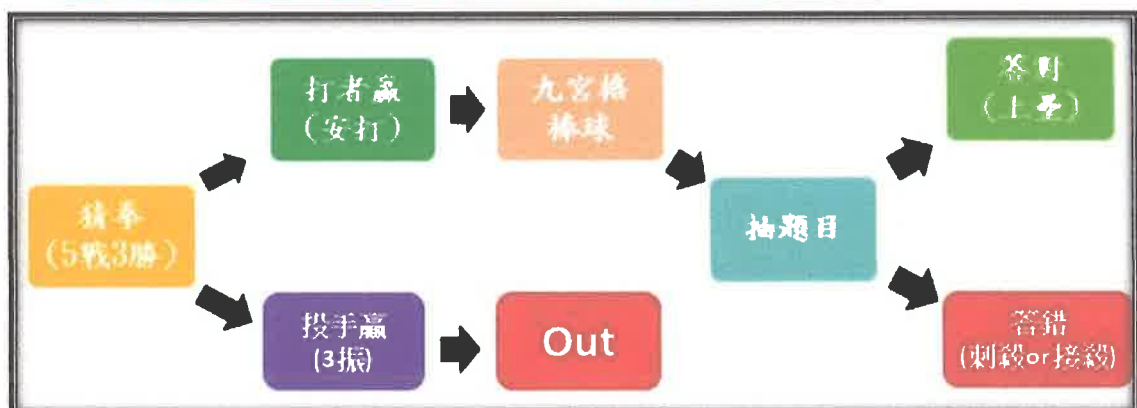 猜拳
(5戰3勝)
打者贏
(安打)
九宮格
棒球
投手贏
(3振)
Out
抽題目
答對
(上壘)
答錯
(刺殺or接殺)